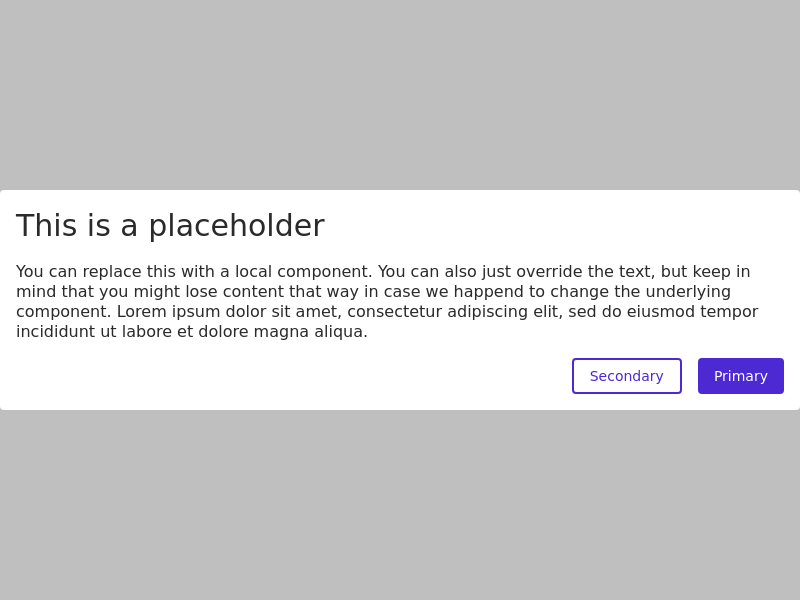 This is a placeholder
You can replace this with a local component. You can also just override the text, but keep in
mind that you might lose content that way in case we happend to change the underlying
component. Lorem ipsum dolor sit amet, consectetur adipiscing elit, sed do eiusmod tempor
incididunt ut labore et dolore magna aliqua.
Secondary
Primary